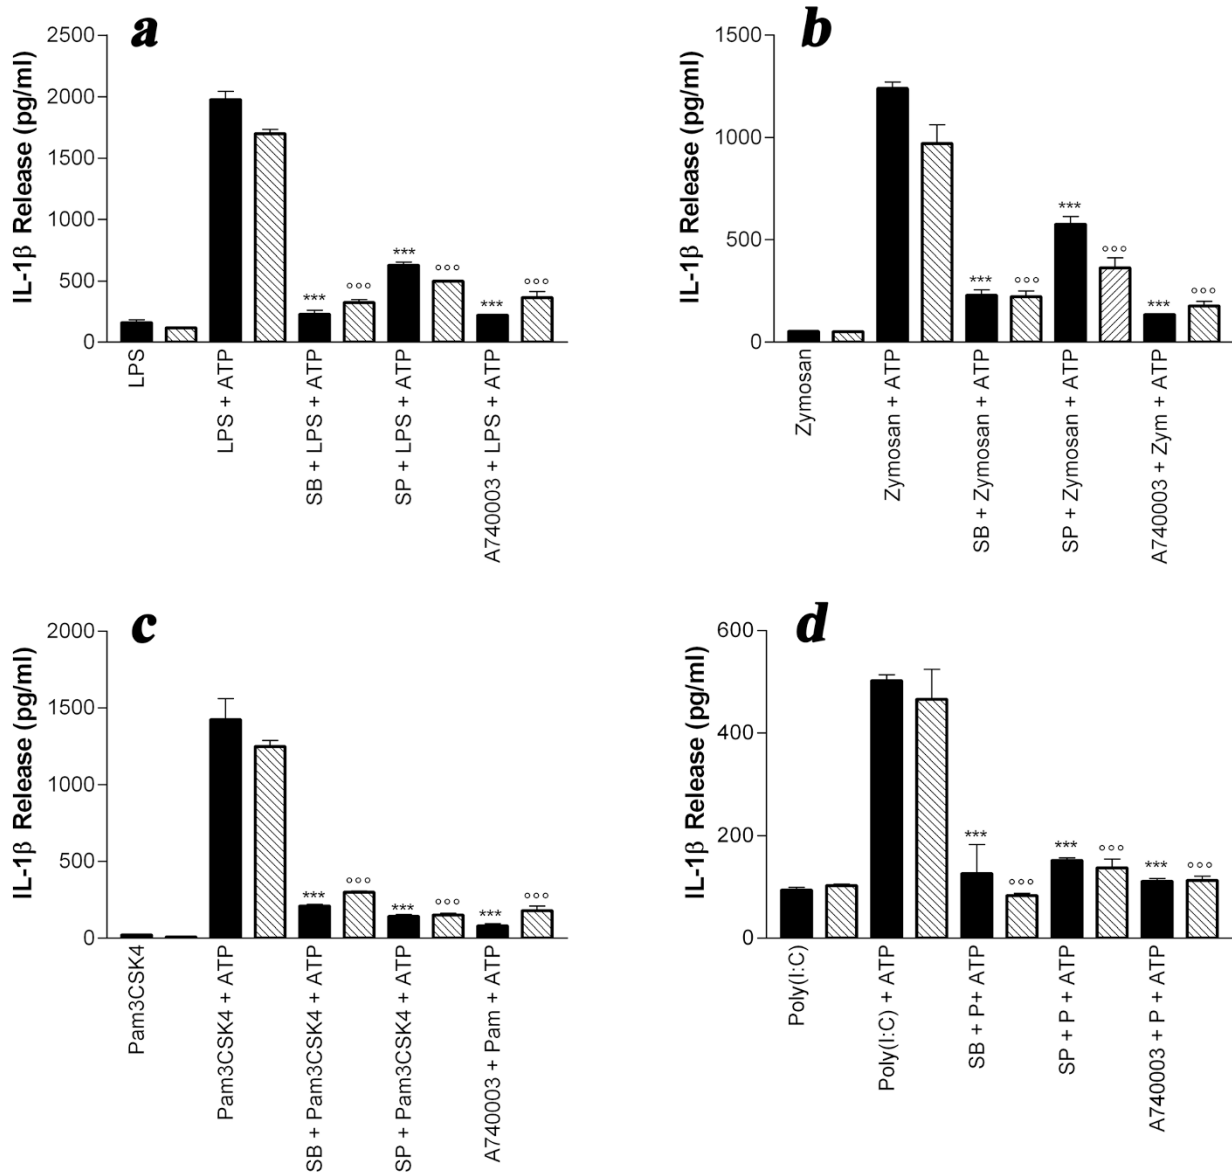 a
IL-1β Release (pg/ml)
2500
2000
1500
1000
500
0
***
°°°
***
°°°
***
°°°
LPS
LPS + ATP
SB + LPS + ATP
SP + LPS + ATP
A740003 + LPS + ATP
b
IL-1β Release (pg/ml)
1500
1000
500
0
***
°°°
***
°°°
***
°°°
Zymosan
Zymosan + ATP
SB + Zymosan + ATP
SP + Zymosan + ATP
A740003 + Zym + ATP
c
IL-1β Release (pg/ml)
2000
1500
1000
500
0
***
°°°
***
°°°
***
°°°
Pam3CSK4
Pam3CSK4 + ATP
SB + Pam3CSK4 + ATP
SP + Pam3CSK4 + ATP
A740003 + Pam + ATP
d
IL-1β Release (pg/ml)
600
400
200
0
***
°°°
***
°°°
***
°°°
Poly(I:C)
Poly(I:C) + ATP
SB + P+ ATP
SP + P + ATP
A740003 + P + ATP